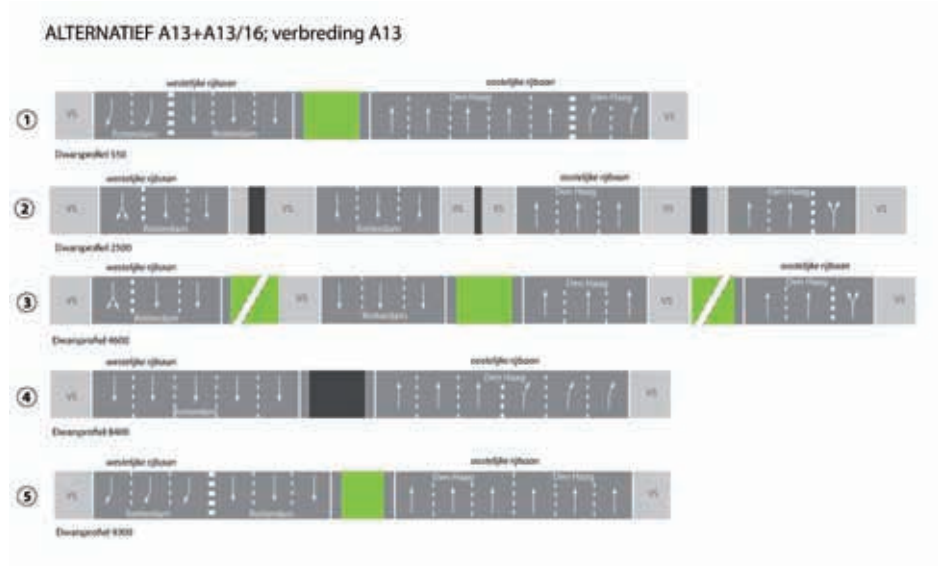 ALTERNATIEF A13+A13/16; verbreding A13
westelijke rijbaan oostelijke rijbaan
1 VS Rotterdam Rotterdam Den Haag Den Haag VS
Dwarsprofiel 550
westelijke rijbaan oostelijke rijbaan
2 VS Rotterdam VS VS VS Den Haag VS Den Haag VS
Dwarsprofiel 2500
westelijke rijbaan oostelijke rijbaan
3 VS Rotterdam VS Rotterdam Den Haag VS Den Haag VS
Dwarsprofiel 4600
westelijke rijbaan oostelijke rijbaan
4 VS Rotterdam Den Haag VS
Dwarsprofiel 8400
westelijke rijbaan oostelijke rijbaan
5 VS Rotterdam Rotterdam Den Haag Den Haag VS
Dwarsprofiel 9300